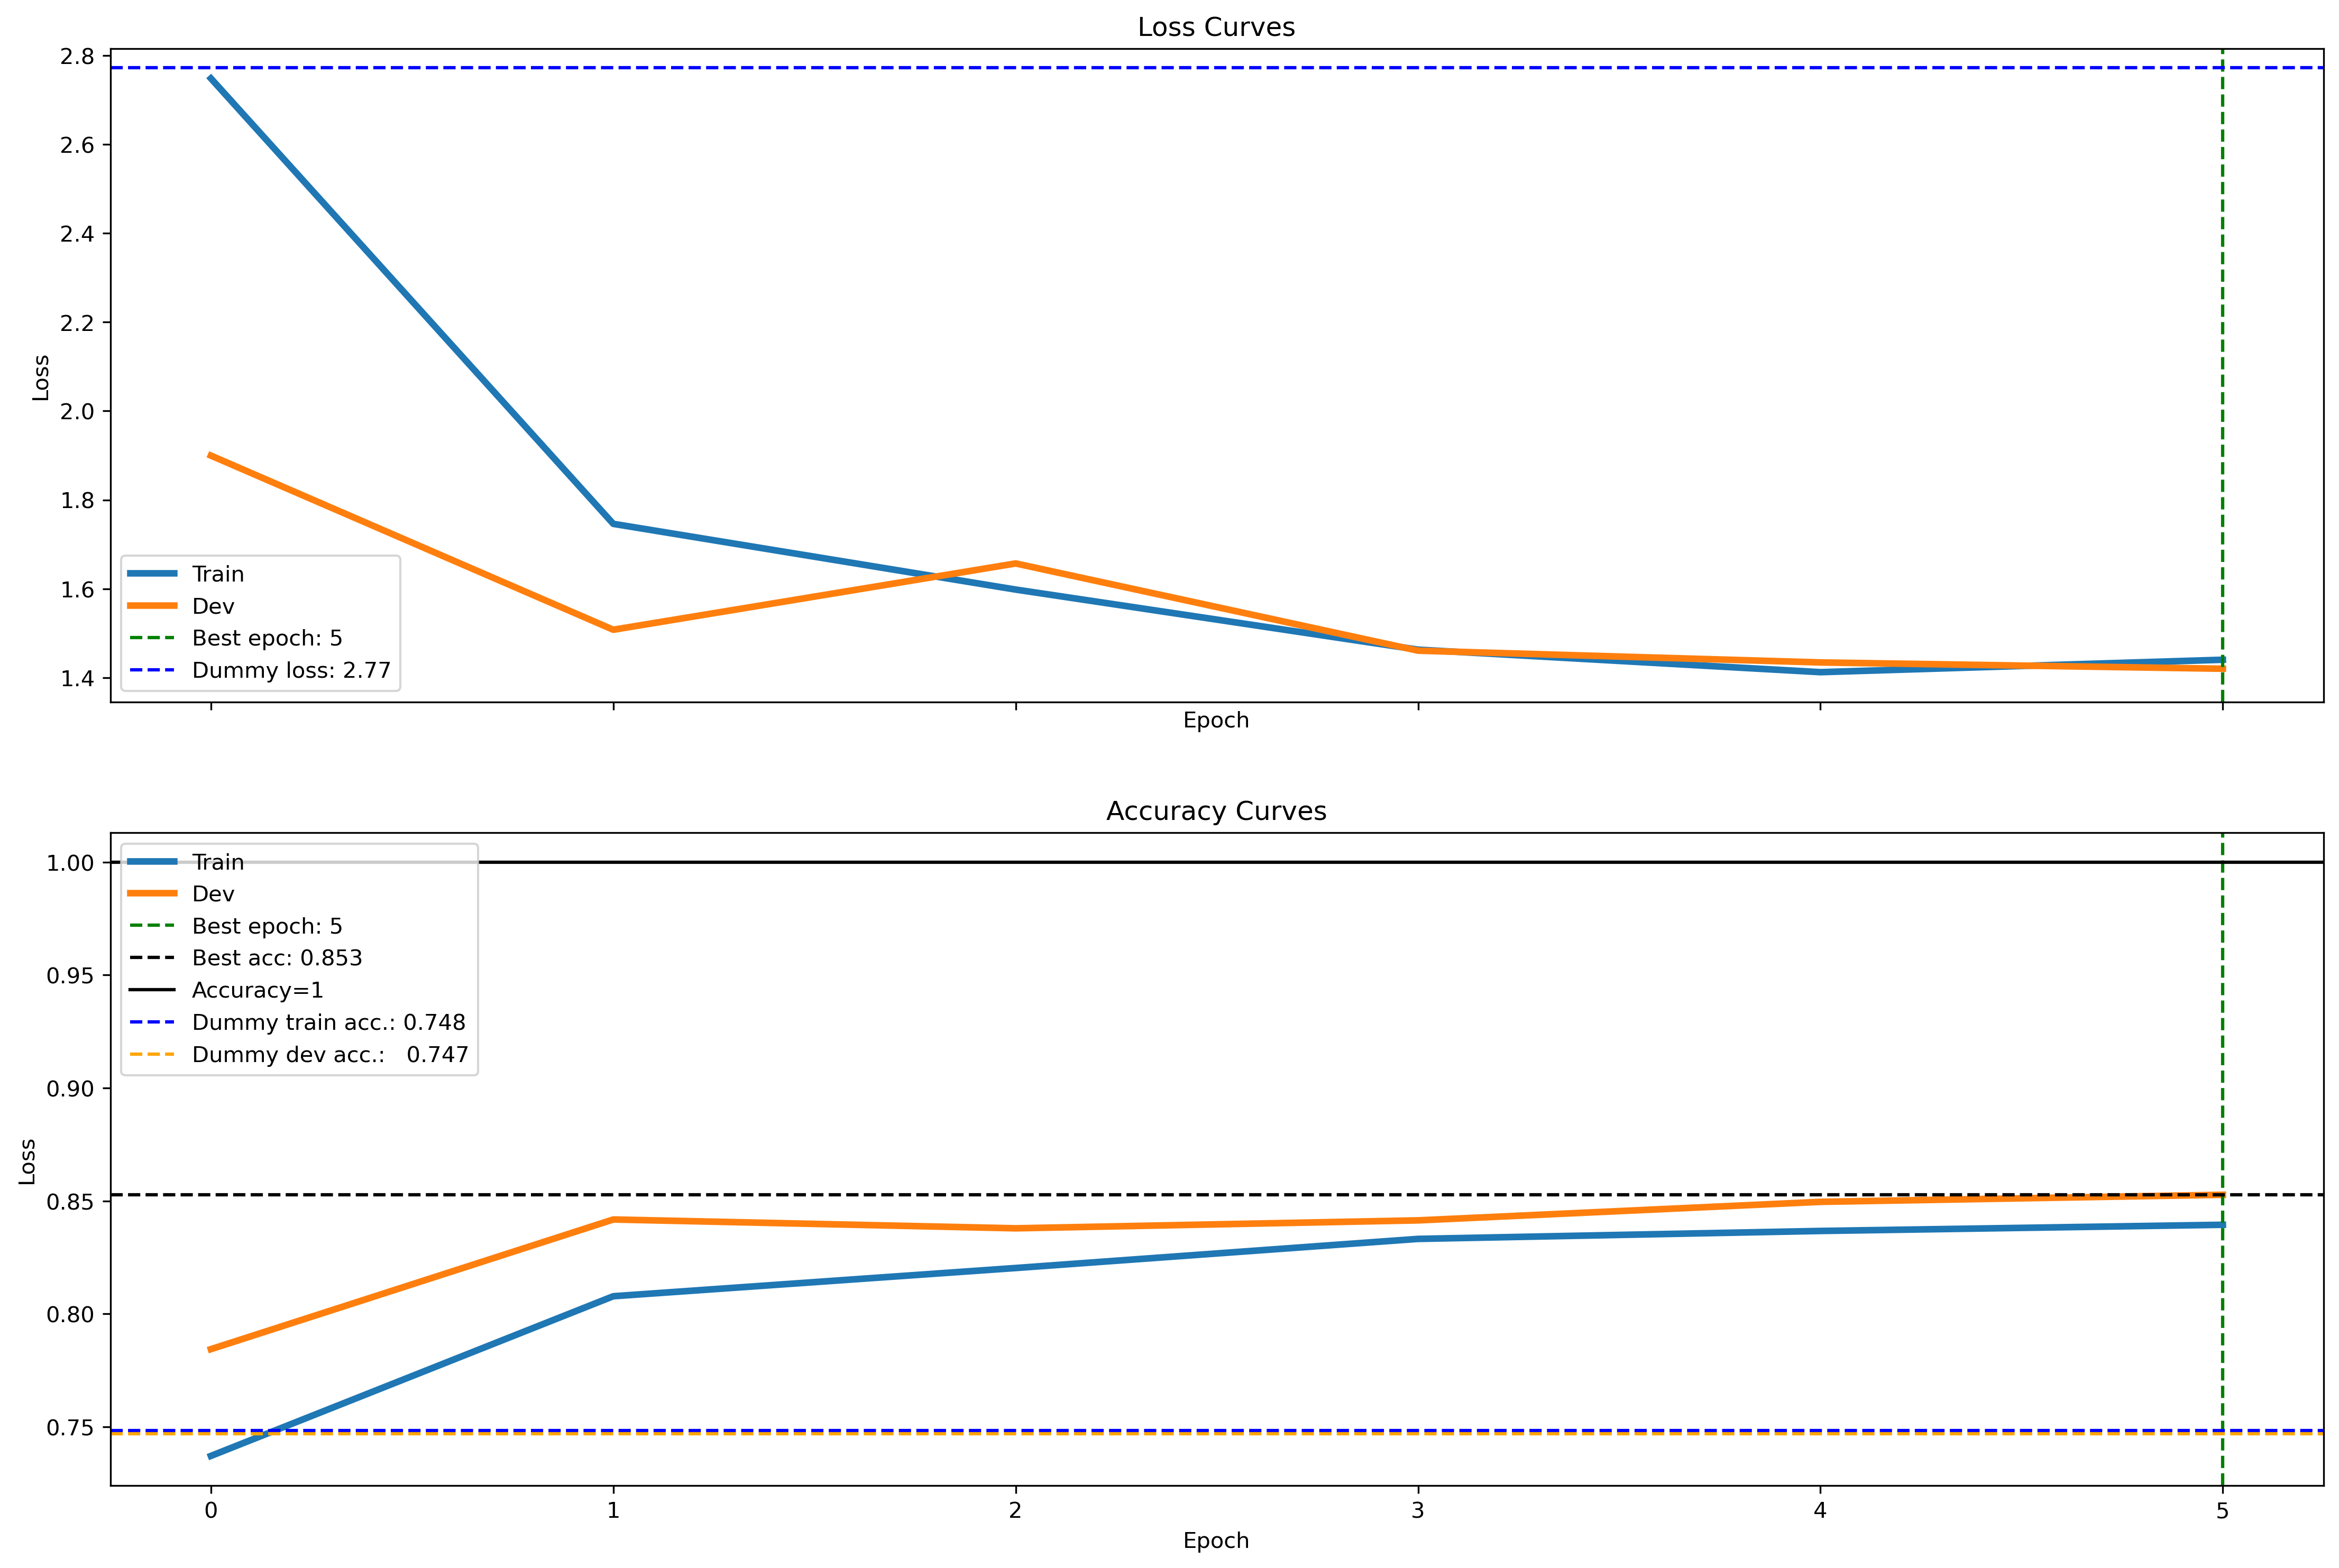 Loss Curves
2.8
2.6
2.4
2.2
2.0
1.8
1.6
1.4
Loss
Train
Dev
Best epoch: 5
Dummy loss: 2.77
Epoch
Accuracy Curves
1.00
0.95
0.90
0.85
0.80
0.75
Loss
Train
Dev
Best epoch: 5
Best acc: 0.853
Accuracy=1
Dummy train acc.: 0.748
Dummy dev acc.:   0.747
0 1 2 3 4 5
Epoch